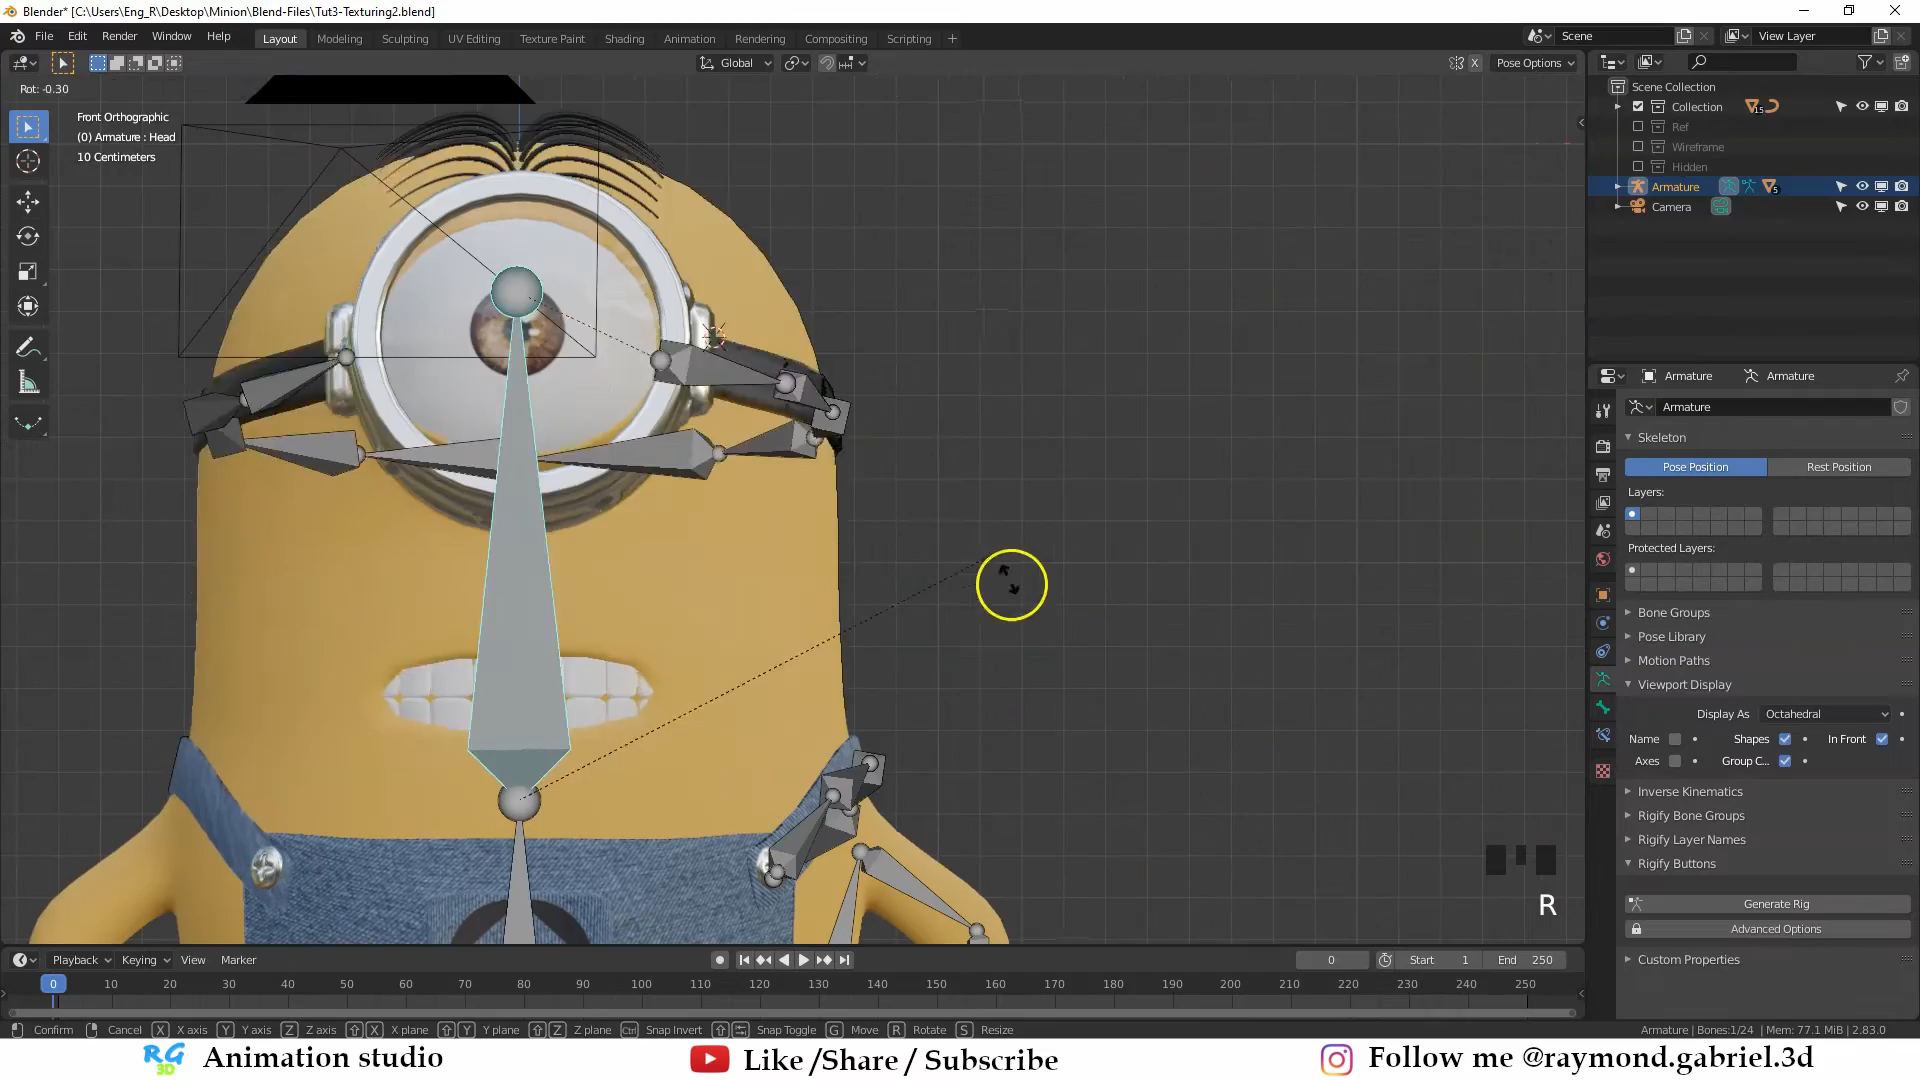 Blender* [C:\Users\Eng_R\Desktop\Minion\Blend-Files\Tut3-Texturing2.blend]
File Edit Render Window Help Layout Modeling Sculpting UV Editing Texture Paint Shading Animation Rendering Compositing Scripting + Scene View Layer
Global X Pose Options
Rot: -0.30
Front Orthographic
(0) Armature : Head
10 Centimeters
Scene Collection
Collection 15
Ref
Wireframe
Hidden
Armature 5
Camera
Armature Armature
Armature
Skeleton
Pose Position Rest Position
Layers:
Protected Layers:
Bone Groups
Pose Library
Motion Paths
Viewport Display
Display As Octahedral
Name Shapes In Front
Axes Group C...
Inverse Kinematics
Rigify Bone Groups
Rigify Layer Names
Rigify Buttons
Generate Rig
Advanced Options
Custom Properties
R
Playback Keying View Marker 0 Start 1 End 250
0 10 20 30 40 50 60 70 80 90 100 110 120 130 140 150 160 170 180 190 200 210 220 230 240 250
Confirm Cancel X X axis Y Y axis Z Z axis X X plane Y Y plane Z Z plane Ctrl Snap Invert Snap Toggle G Move R Rotate S Resize Armature | Bones:1/24 | Mem: 77.1 MiB | 2.83.0
RG 3D Animation studio Like /Share / Subscribe Follow me @raymond.gabriel.3d